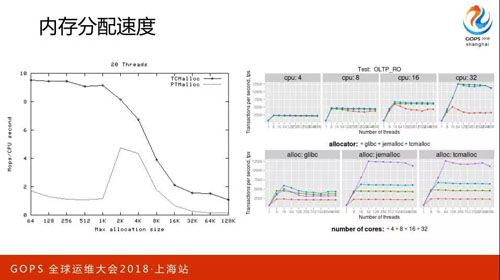 内存分配速度
GOPS 2018
shanghai
20 Threads
TCMalloc
PTMalloc
Mops/CPU second
10
8
6
4
2
0
64 128 256 512 1K 2K 4K 8K 16K 32K 64K 128K
Max allocation size
Test: OLTP_RO
cpu: 4 cpu: 8 cpu: 16 cpu: 32
Transactions per second, tps
Number of threads
allocator: glibc jemalloc tcmalloc
alloc: glibc alloc: jemalloc alloc: tcmalloc
Transactions per second, tps
Number of threads
number of cores: 4 8 16 32
GOPS 全球运维大会2018·上海站